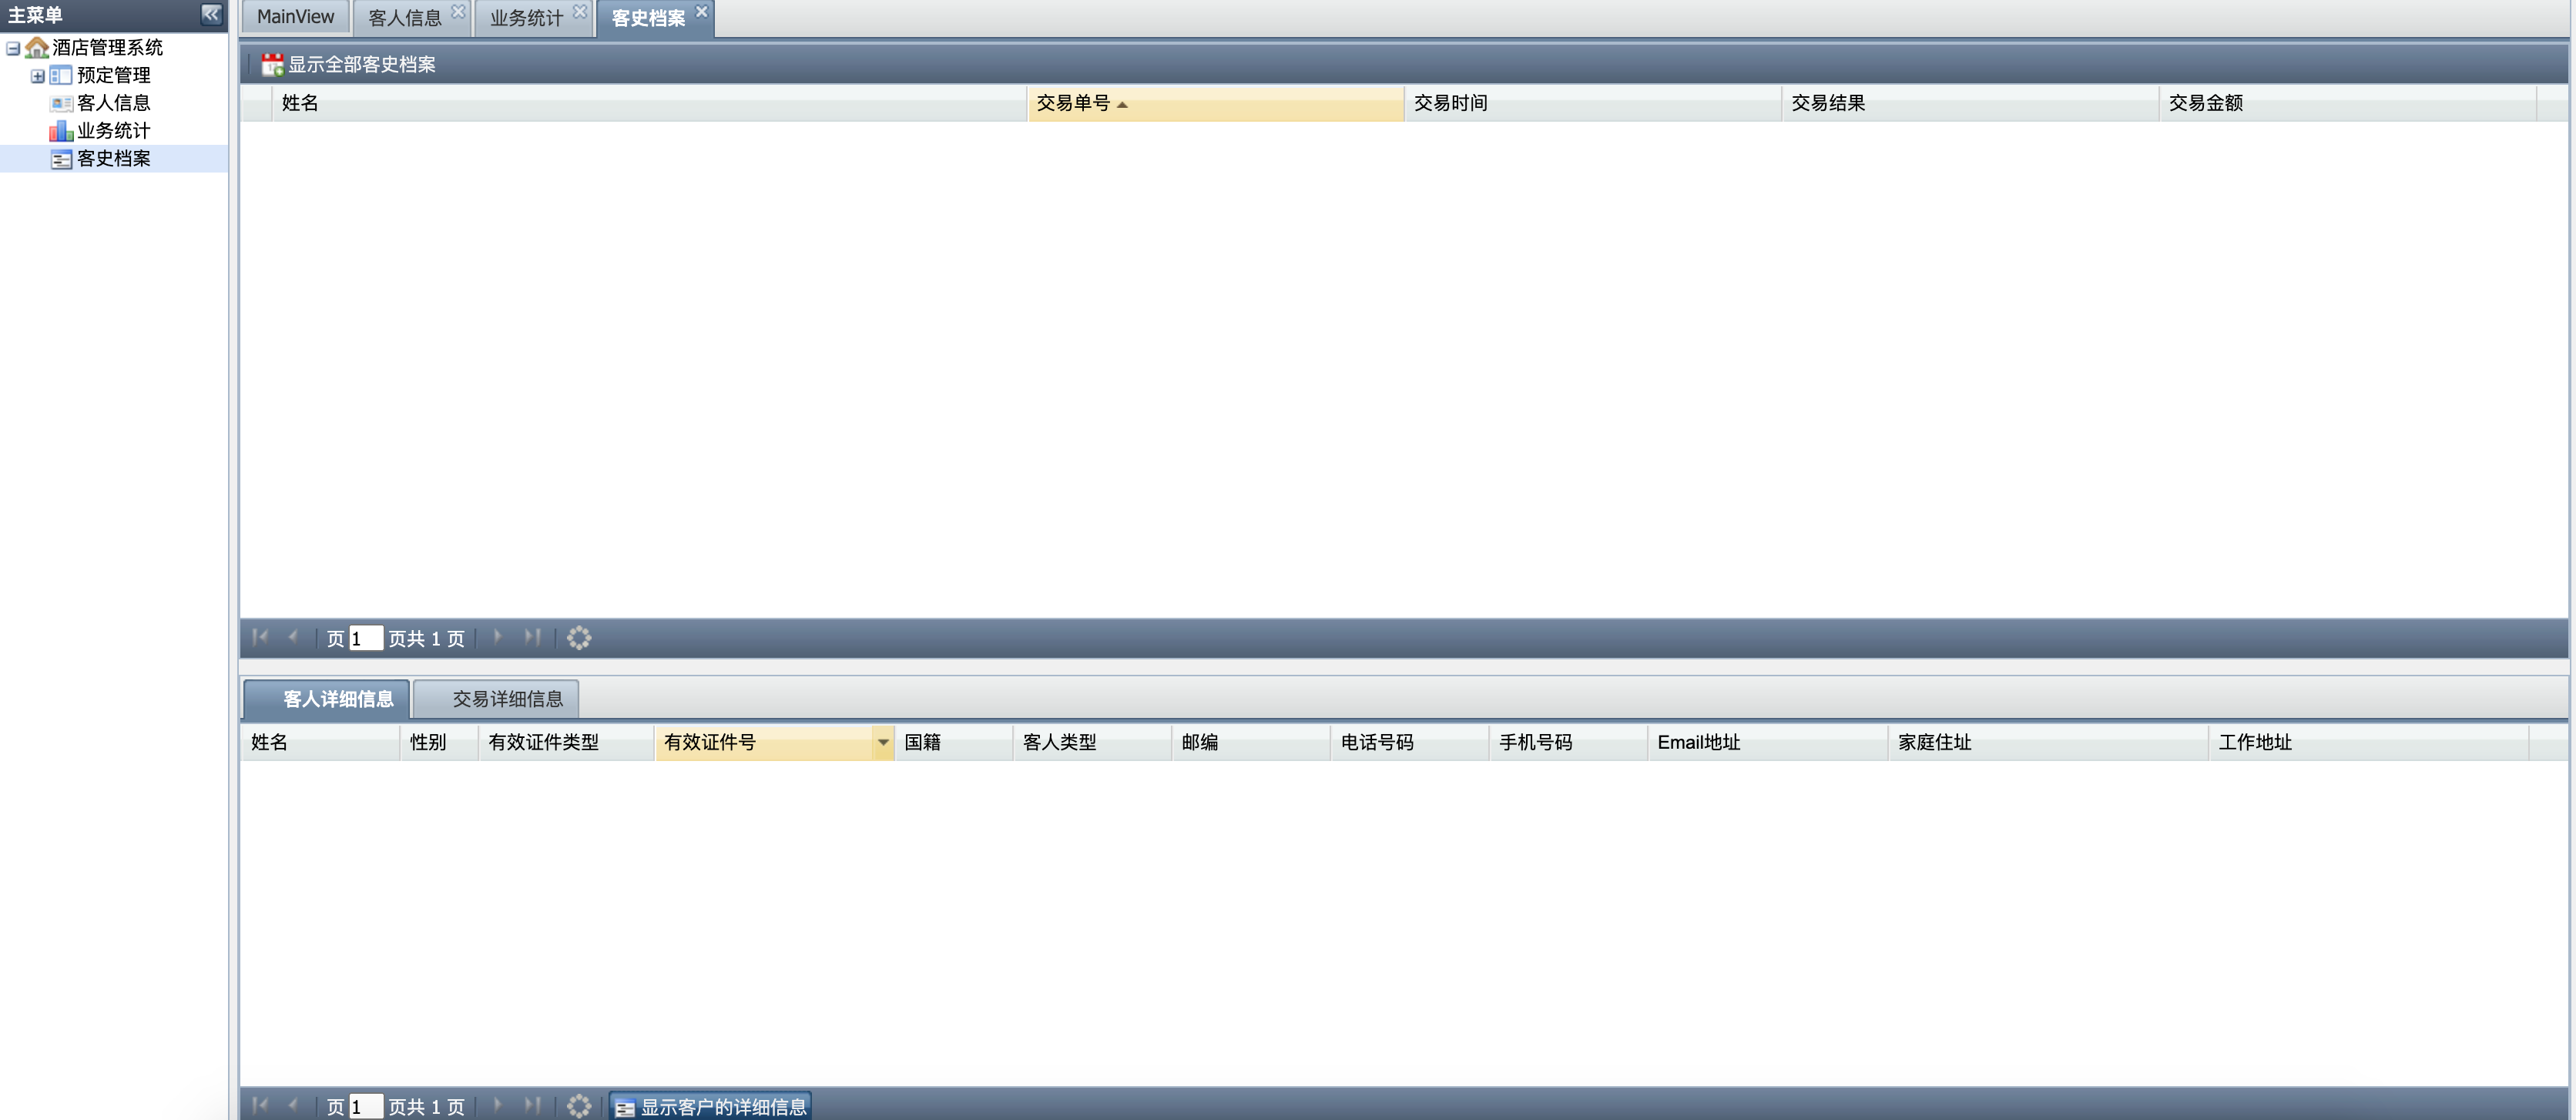 主菜单
酒店管理系统
预定管理
客人信息
业务统计
客史档案
MainView 客人信息 业务统计 客史档案
显示全部客史档案
姓名 交易单号 交易时间 交易结果 交易金额
页 1 页共 1 页
客人详细信息 交易详细信息
姓名 性别 有效证件类型 有效证件号 国籍 客人类型 邮编 电话号码 手机号码 Email地址 家庭住址 工作地址
页 1 页共 1 页 显示客户的详细信息